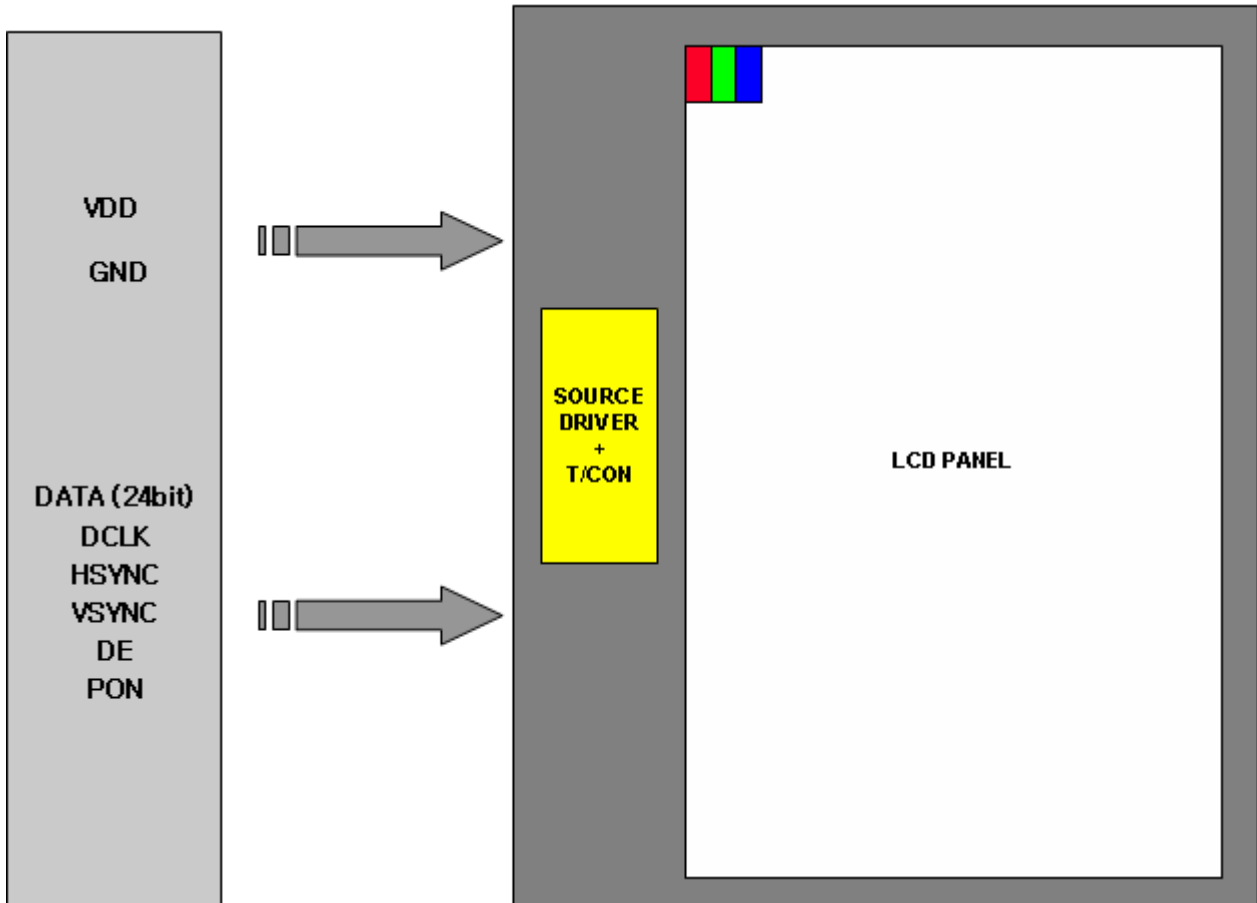 VDD
GND
DATA (24bit)
DCLK
HSYNC
VSYNC
DE
PON
SOURCE
DRIVER
+
T/CON
LCD PANEL